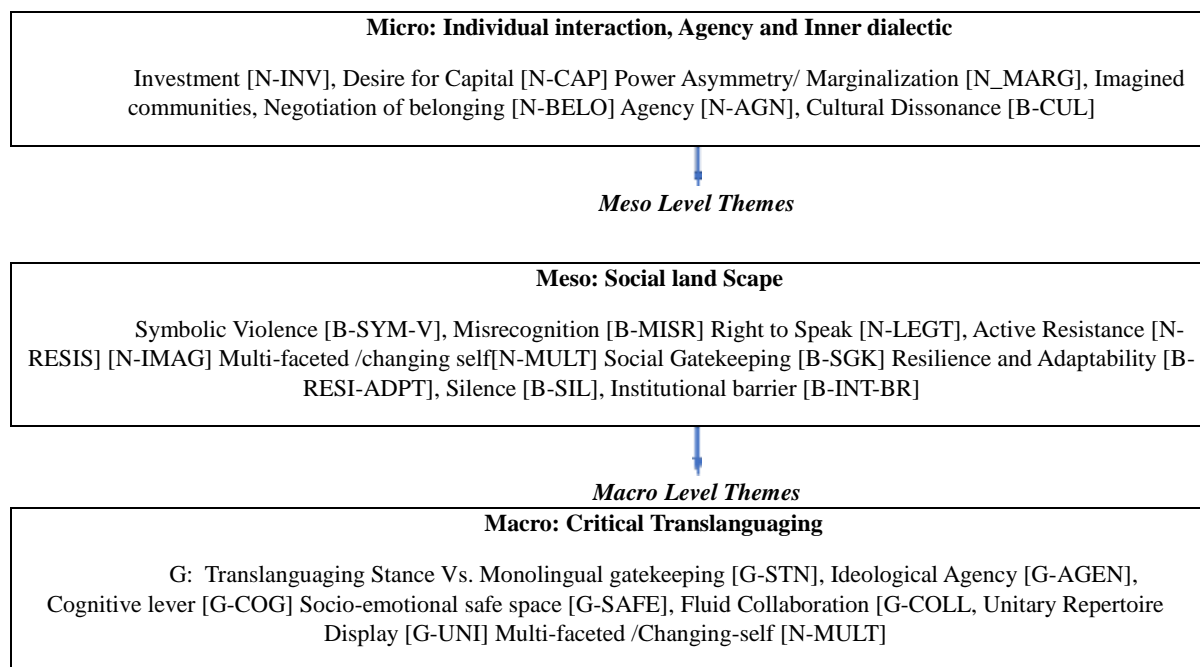 Micro: Individual interaction, Agency and Inner dialectic
Investment [N-INV], Desire for Capital [N-CAP] Power Asymmetry/ Marginalization [N_MARG], Imagined
communities, Negotiation of belonging [N-BELO] Agency [N-AGN], Cultural Dissonance [B-CUL]
Meso Level Themes
Meso: Social land Scape
Symbolic Violence [B-SYM-V], Misrecognition [B-MISR] Right to Speak [N-LEGT], Active Resistance [N-
RESIS] [N-IMAG] Multi-faceted /changing self[N-MULT] Social Gatekeeping [B-SGK] Resilience and Adaptability [B-
RESI-ADPT], Silence [B-SIL], Institutional barrier [B-INT-BR]
Macro Level Themes
Macro: Critical Translanguaging
G: Translanguaging Stance Vs. Monolingual gatekeeping [G-STN], Ideological Agency [G-AGEN],
Cognitive lever [G-COG] Socio-emotional safe space [G-SAFE], Fluid Collaboration [G-COLL, Unitary Repertoire
Display [G-UNI] Multi-faceted /Changing-self [N-MULT]